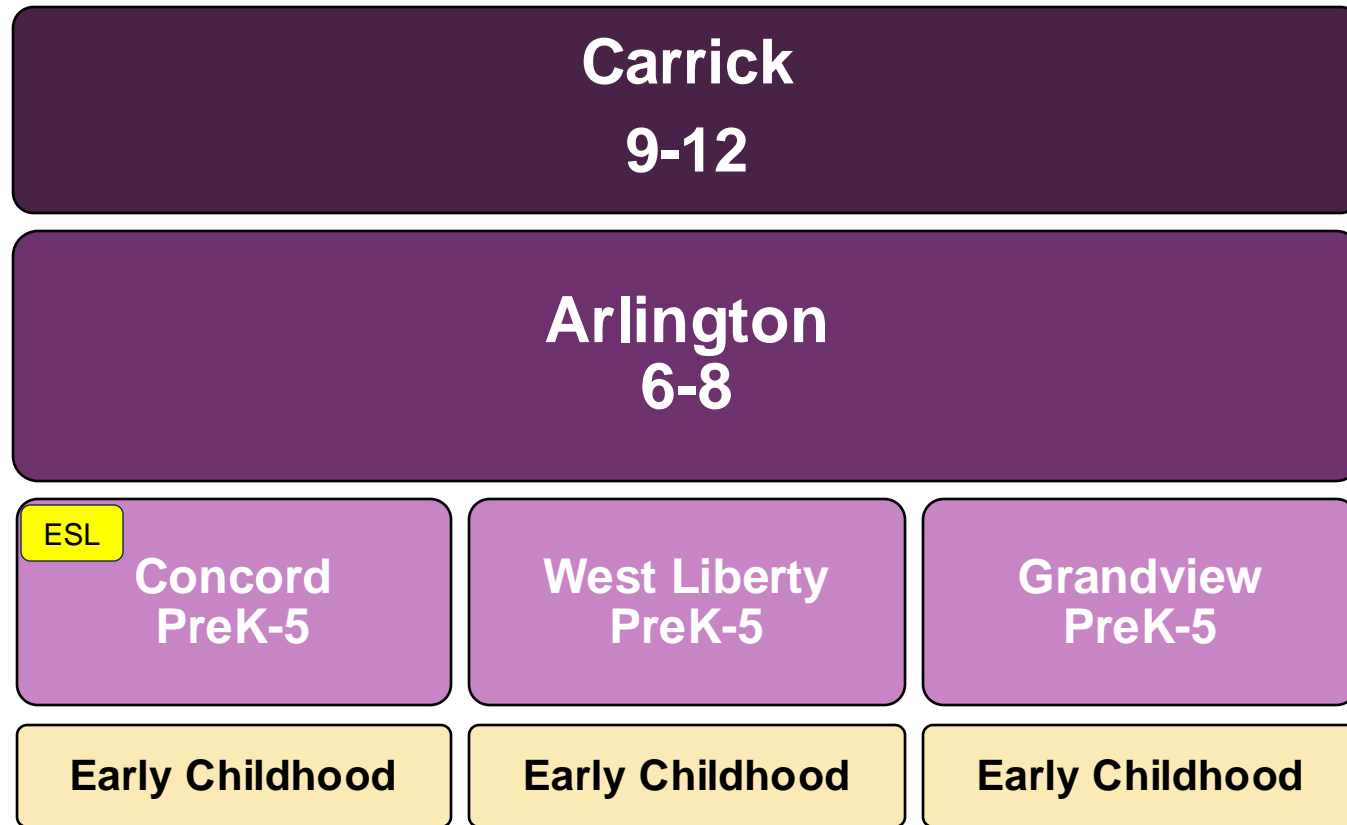 Carrick
9-12
Arlington
6-8
ESL
Concord
PreK-5
West Liberty
PreK-5
Grandview
PreK-5
Early Childhood
Early Childhood
Early Childhood